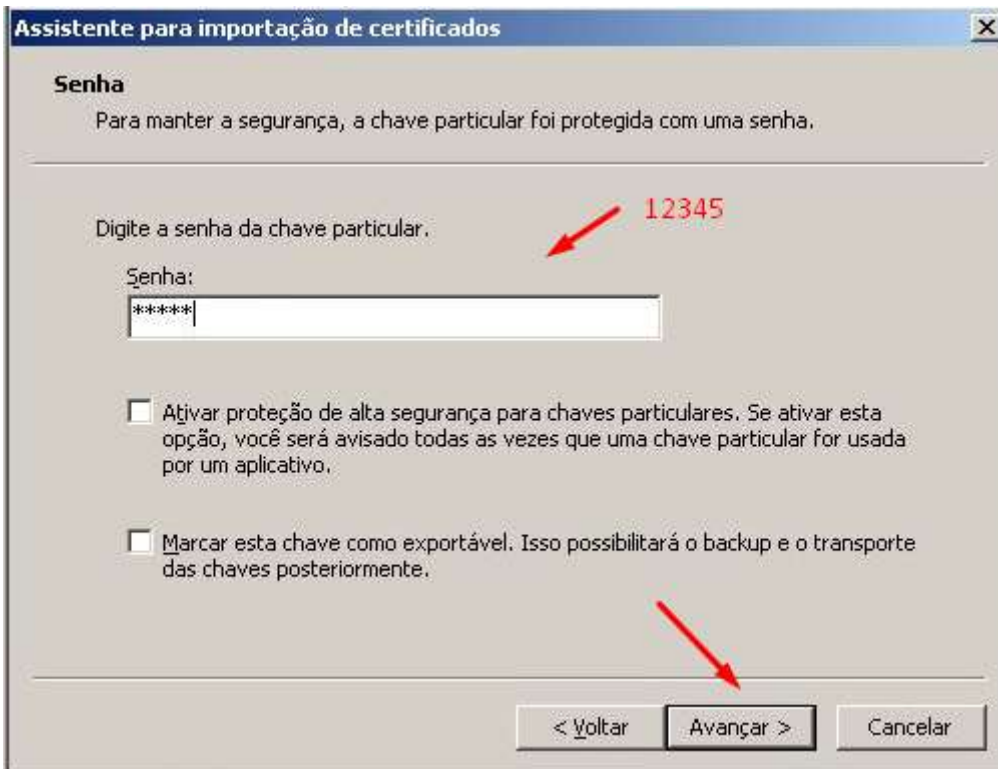 Assistente para importação de certificados
Senha
Para manter a segurança, a chave particular foi protegida com uma senha.
12345
Digite a senha da chave particular.
Senha:
*****
Ativar proteção de alta segurança para chaves particulares. Se ativar esta
opção, você será avisado todas as vezes que uma chave particular for usada
por um aplicativo.
Marcar esta chave como exportável. Isso possibilitará o backup e o transporte
das chaves posteriormente.
< Voltar Avançar > Cancelar